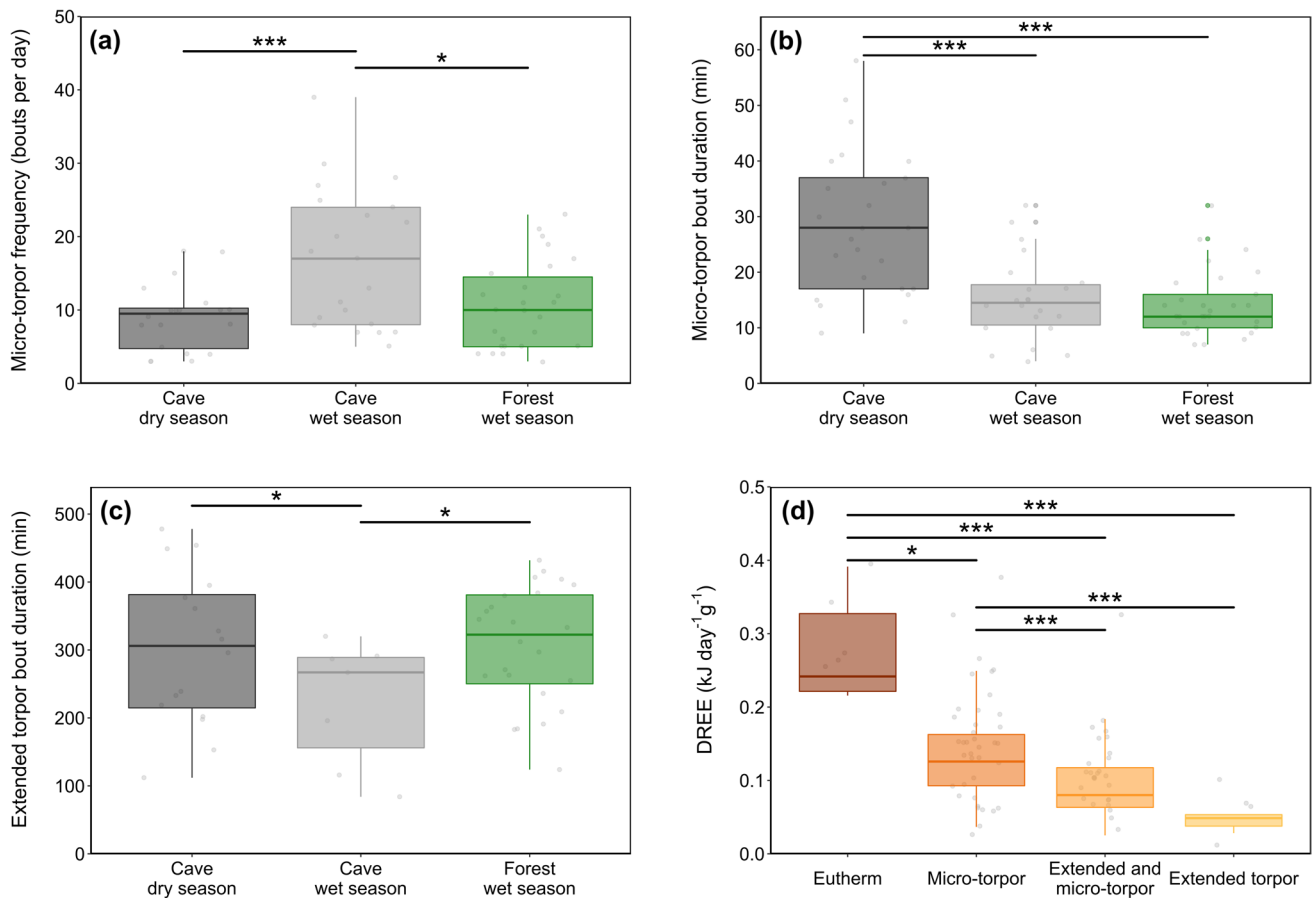 (a)
Micro-torpor frequency (bouts per day)
50
40
30
20
10
0
***
*
Cave
dry season
Cave
wet season
Forest
wet season
(b)
Micro-torpor bout duration (min)
60
50
40
30
20
10
0
***
***
Cave
dry season
Cave
wet season
Forest
wet season
(c)
Extended torpor bout duration (min)
500
400
300
200
100
0
*
*
Cave
dry season
Cave
wet season
Forest
wet season
(d)
DREE (kJ day⁻¹g⁻¹)
0.5
0.4
0.3
0.2
0.1
0.0
***
***
*
***
***
Eutherm
Micro-torpor
Extended and
micro-torpor
Extended torpor